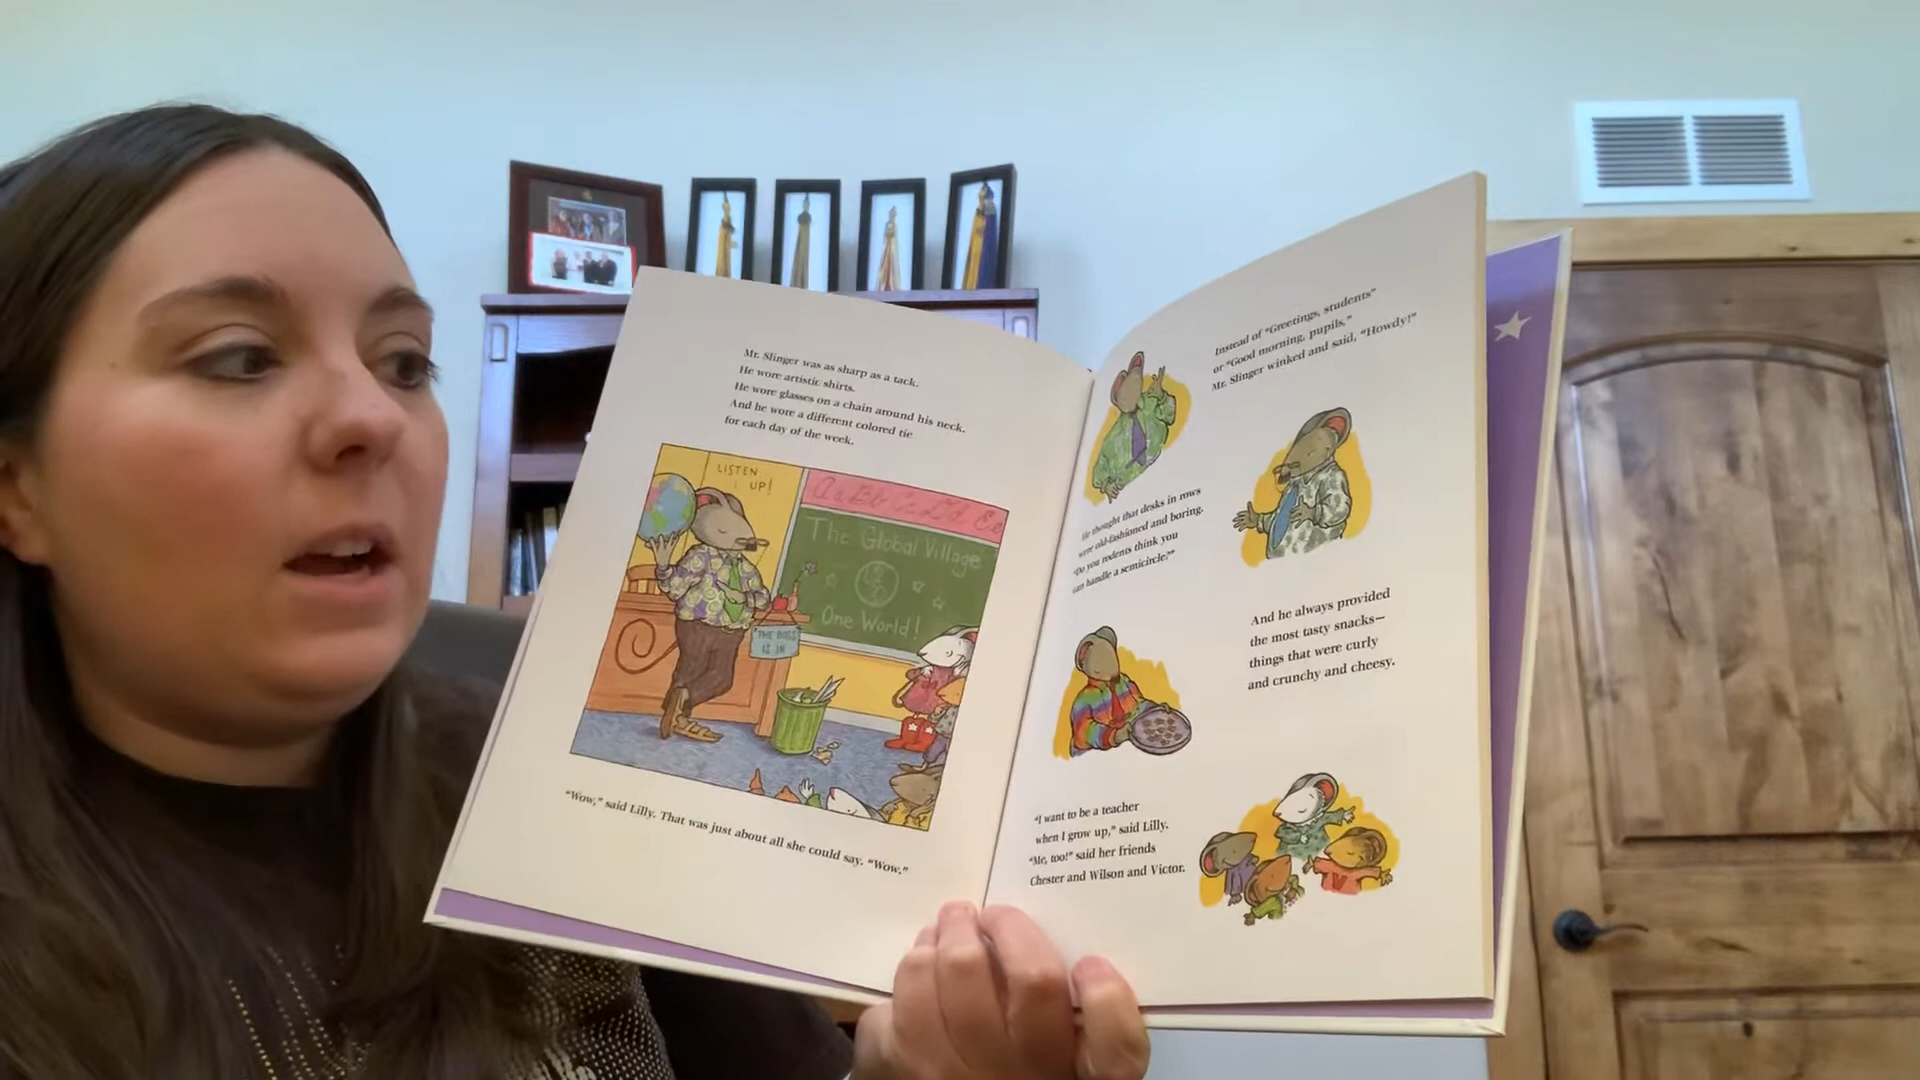 Mr. Slinger was as sharp as a tack.
He wore artistic shirts.
He wore glasses on a chain around his neck.
And he wore a different colored tie
for each day of the week.
LISTEN
UP!
Aa Bb Cc Dd Ee
The Global Village
One World!
"THE BOSS
IS IN
"Wow," said Lilly. That was just about all she could say. "Wow."
Instead of "Greetings, students"
or "Good morning, pupils,"
Mr. Slinger winked and said, "Howdy!"
He thought that desks in rows
were old-fashioned and boring.
"Do you rodents think you
can handle a semicircle?"
And he always provided
the most tasty snacks—
things that were curly
and crunchy and cheesy.
"I want to be a teacher
when I grow up," said Lilly.
"Me, too!" said her friends
Chester and Wilson and Victor.
V